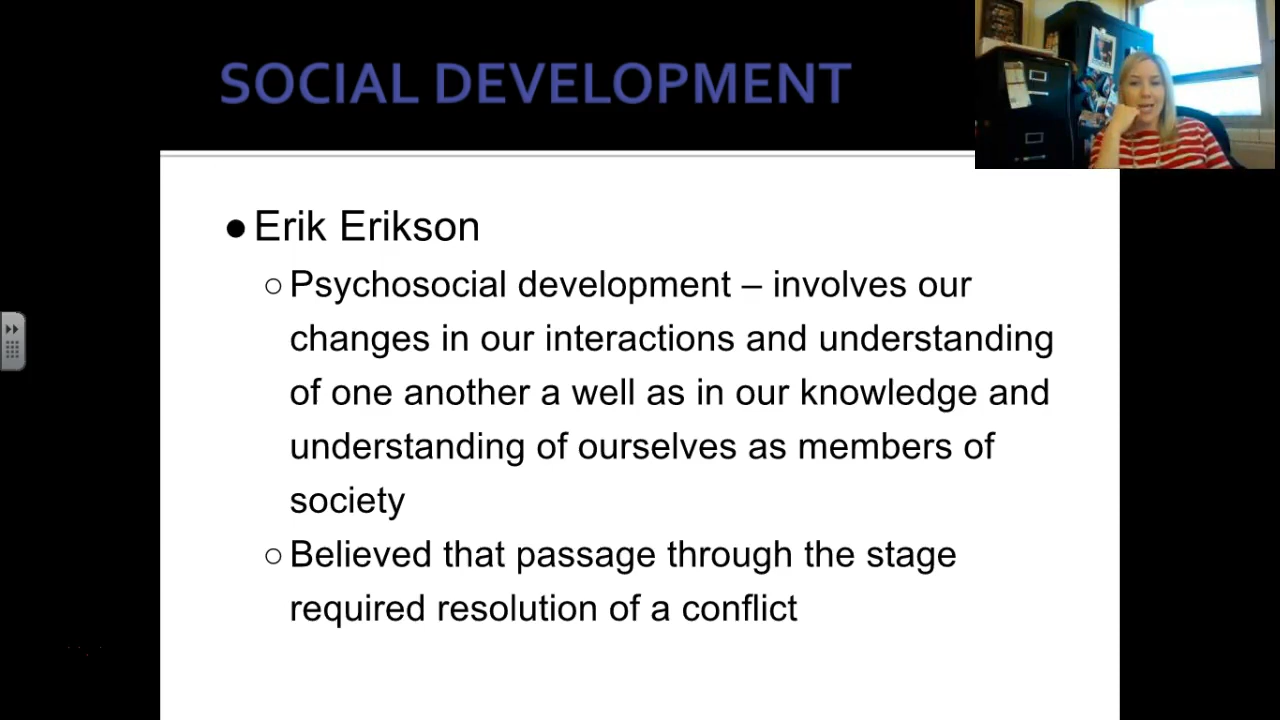 SOCIAL DEVELOPMENT
● Erik Erikson
○ Psychosocial development – involves our
changes in our interactions and understanding
of one another a well as in our knowledge and
understanding of ourselves as members of
society
○ Believed that passage through the stage
required resolution of a conflict